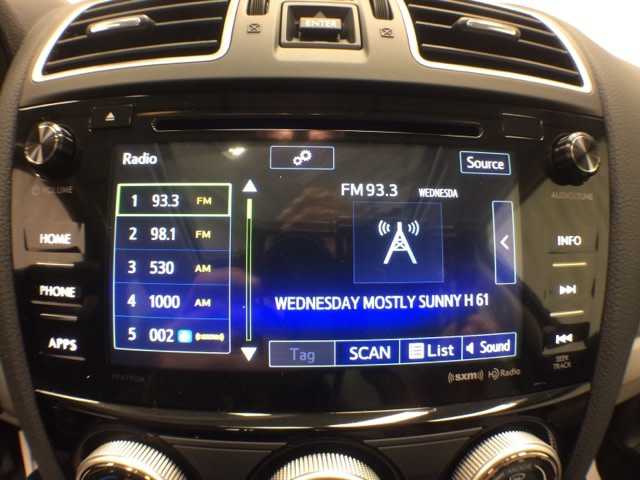 ENTER
Radio
Source
VOLUME
AUDIO/TUNE
1 93.3 FM
FM 93.3 WEDNESDA
2 98.1 FM
HOME
INFO
3 530 AM
PHONE
4 1000 AM
WEDNESDAY MOSTLY SUNNY H 61
5 002
APPS
Tag SCAN List Sound
SEEK
TRACK
(((sxm))) HD Radio